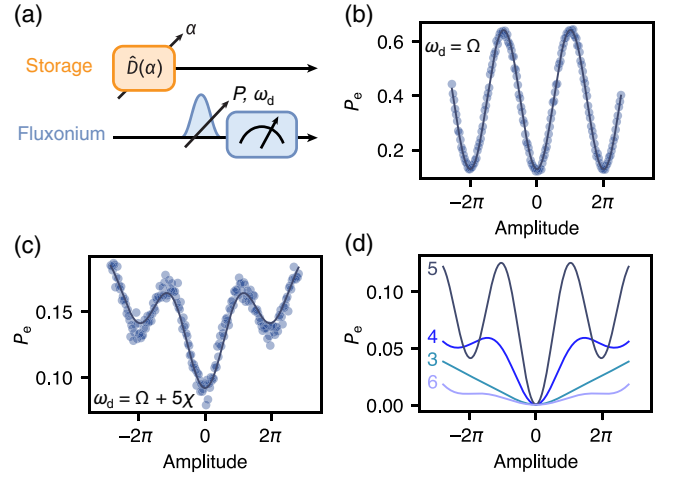 (a)
α
Storage
D̂(α)
P, ω_d
Fluxonium
(b)
ω_d = Ω
P_e
0.6
0.4
0.2
−2π
0
2π
Amplitude
(c)
P_e
0.15
0.10
ω_d = Ω + 5χ
−2π
0
2π
Amplitude
(d)
P_e
0.10
0.05
0.00
5
4
3
6
−2π
0
2π
Amplitude